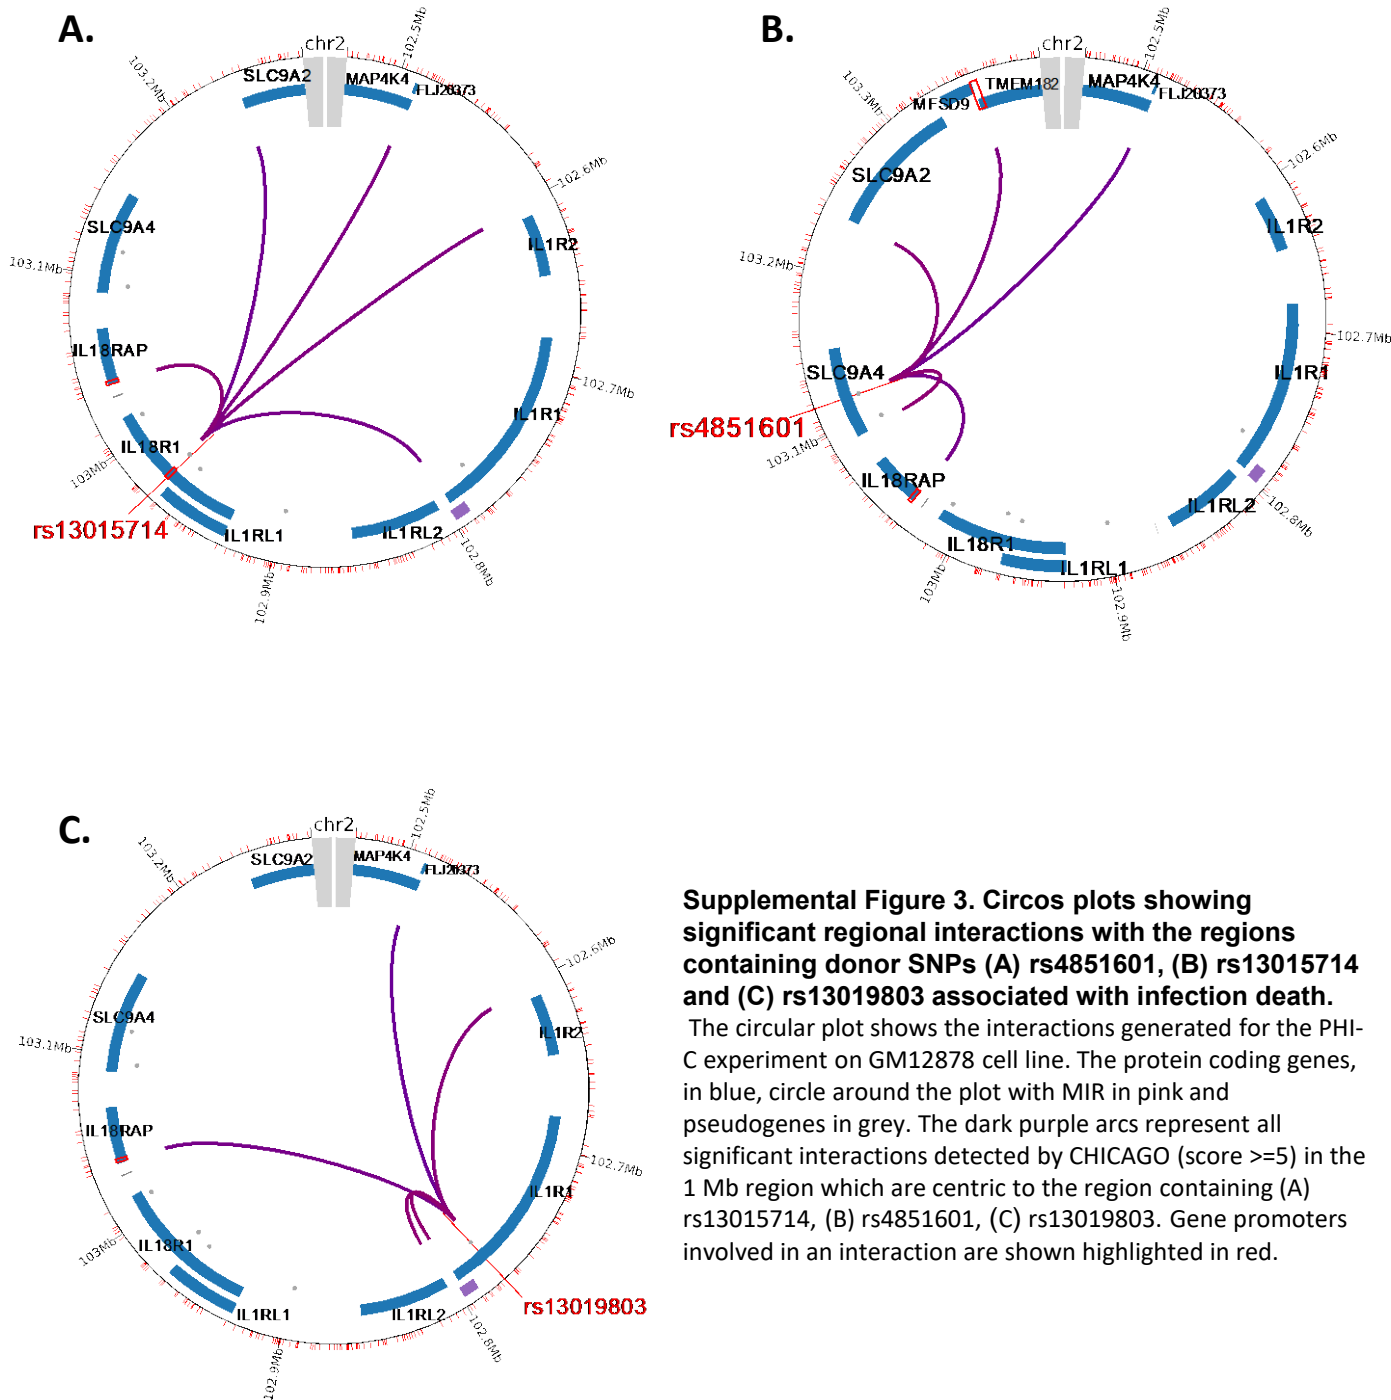 A.
chr2
102.5Mb
SLC9A2
MAP4K4
FLJ20373
103.2Mb
102.6Mb
SLC9A4
IL1R2
103.1Mb
IL18RAP
102.7Mb
IL1R1
IL18R1
103Mb
rs13015714
IL1RL1
IL1RL2
102.8Mb
102.9Mb
B.
chr2
102.5Mb
TMEM182
MAP4K4
MFSD9
FLJ20373
103.3Mb
102.6Mb
SLC9A2
IL1R2
103.2Mb
102.7Mb
SLC9A4
IL1R1
rs4851601
103.1Mb
IL18RAP
IL1RL2
102.8Mb
IL18R1
IL1RL1
103Mb
102.9Mb
C.
chr2
102.5Mb
SLC9A2
MAP4K4
FLJ20373
103.2Mb
102.6Mb
SLC9A4
IL1R2
103.1Mb
IL18RAP
102.7Mb
IL1R1
IL18R1
103Mb
IL1RL1
IL1RL2
rs13019803
102.8Mb
102.9Mb
Supplemental Figure 3. Circos plots showing
significant regional interactions with the regions
containing donor SNPs (A) rs4851601, (B) rs13015714
and (C) rs13019803 associated with infection death.
The circular plot shows the interactions generated for the PHI-
C experiment on GM12878 cell line. The protein coding genes,
in blue, circle around the plot with MIR in pink and
pseudogenes in grey. The dark purple arcs represent all
significant interactions detected by CHICAGO (score >=5) in the
1 Mb region which are centric to the region containing (A)
rs13015714, (B) rs4851601, (C) rs13019803. Gene promoters
involved in an interaction are shown highlighted in red.